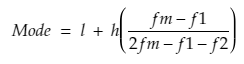 Mode = l + h(fm − f1 / 2fm − f1 − f2)